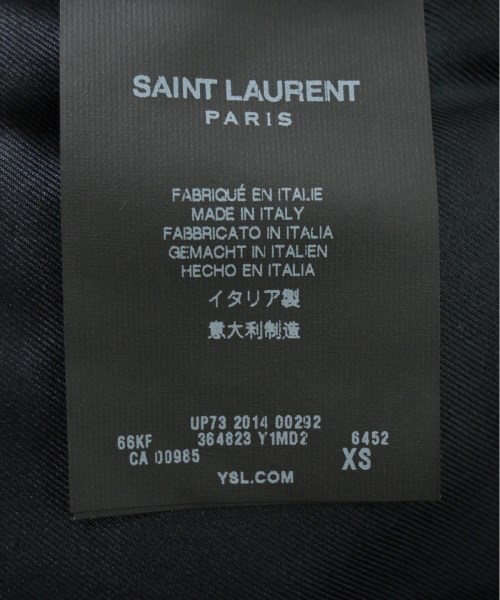 SAINT LAURENT
PARIS
FABRIQUÉ EN ITALIE
MADE IN ITALY
FABBRICATO IN ITALIA
GEMACHT IN ITALIEN
HECHO EN ITALIA
イタリア製
意大利制造
UP73 2014 00292
66KF 364823 Y1MD2 6452
CA 00985 XS
YSL.COM